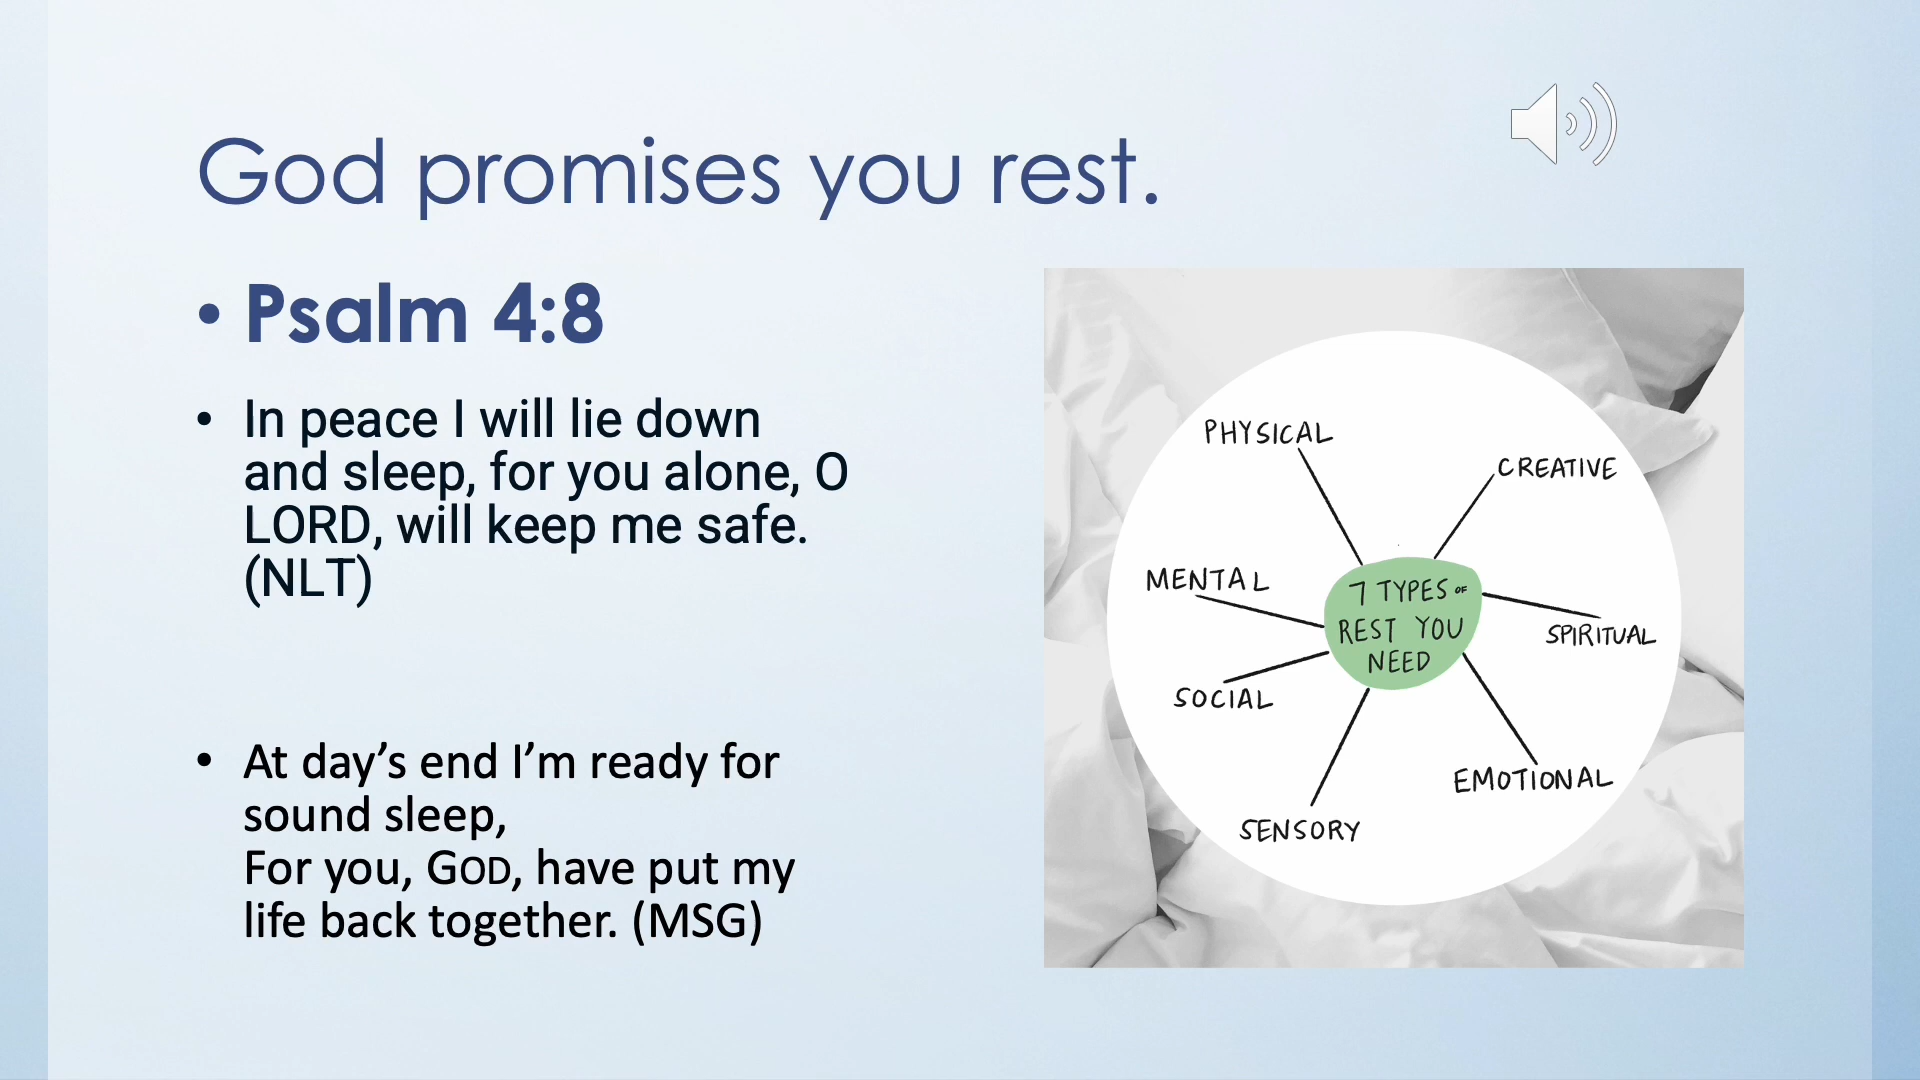 God promises you rest.
• Psalm 4:8
• In peace I will lie down
and sleep, for you alone, O
LORD, will keep me safe.
(NLT)
• At day’s end I’m ready for
sound sleep,
For you, GOD, have put my
life back together. (MSG)
PHYSICAL
CREATIVE
MENTAL
7 TYPES OF
REST YOU
NEED
SPIRITUAL
SOCIAL
EMOTIONAL
SENSORY